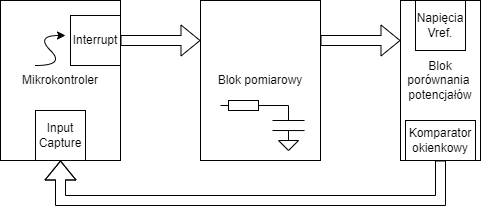 Interrupt
Mikrokontroler
Input
Capture
Blok pomiarowy
Napięcia
Vref.
Blok
porównania
potencjałów
Komparator
okienkowy